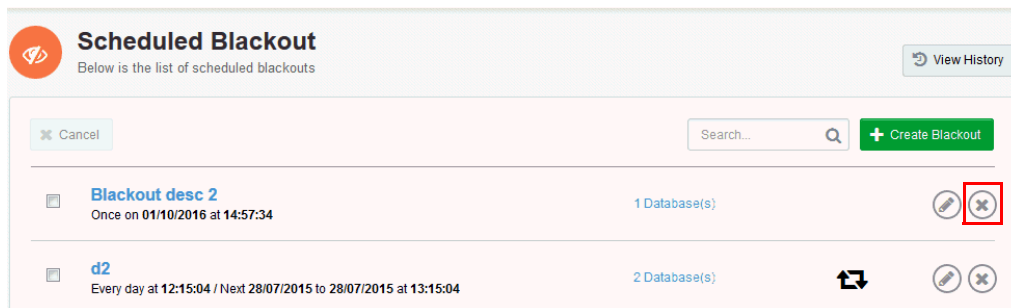 Scheduled Blackout
Below is the list of scheduled blackouts
View History
Cancel
Search...
Create Blackout
Blackout desc 2
Once on 01/10/2016 at 14:57:34
1 Database(s)
d2
Every day at 12:15:04 / Next 28/07/2015 to 28/07/2015 at 13:15:04
2 Database(s)